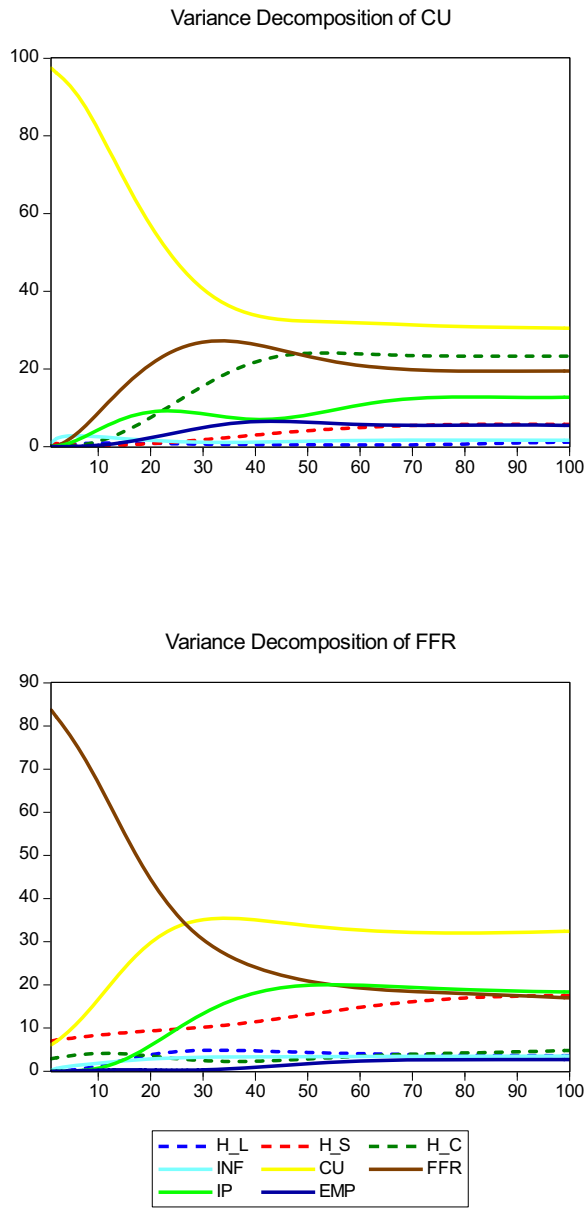 Variance Decomposition of CU
100
80
60
40
20
0
10 20 30 40 50 60 70 80 90 100
Variance Decomposition of FFR
90
80
70
60
50
40
30
20
10
0
10 20 30 40 50 60 70 80 90 100
H_L H_S H_C
INF CU FFR
IP EMP